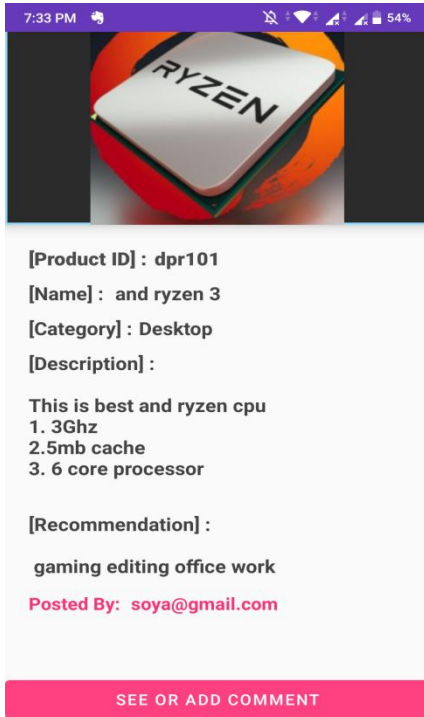 7:33 PM 54%
RYZEN
[Product ID] : dpr101
[Name] : and ryzen 3
[Category] : Desktop
[Description] :
This is best and ryzen cpu
1. 3Ghz
2.5mb cache
3. 6 core processor
[Recommendation] :
gaming editing office work
Posted By: soya@gmail.com
SEE OR ADD COMMENT